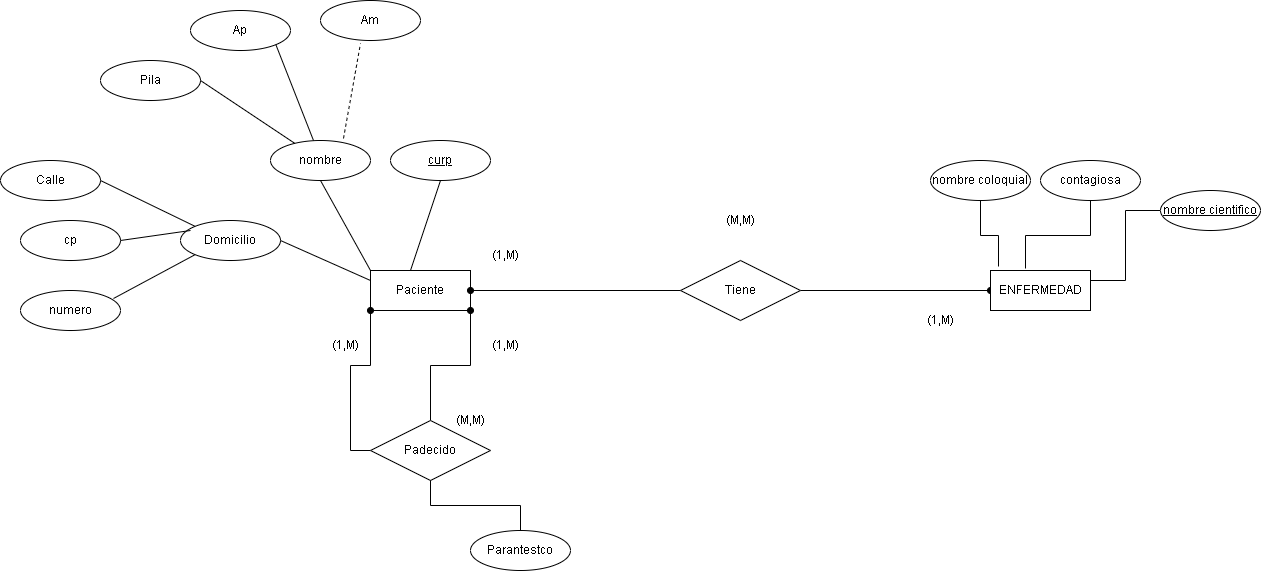 Am
Ap
Pila
nombre
curp
Calle
nombre coloquial
contagiosa
nombre cientifico
(M,M)
cp
Domicilio
(1,M)
Paciente
Tiene
ENFERMEDAD
numero
(1,M)
(1,M)
(1,M)
(M,M)
Padecido
Parantestco